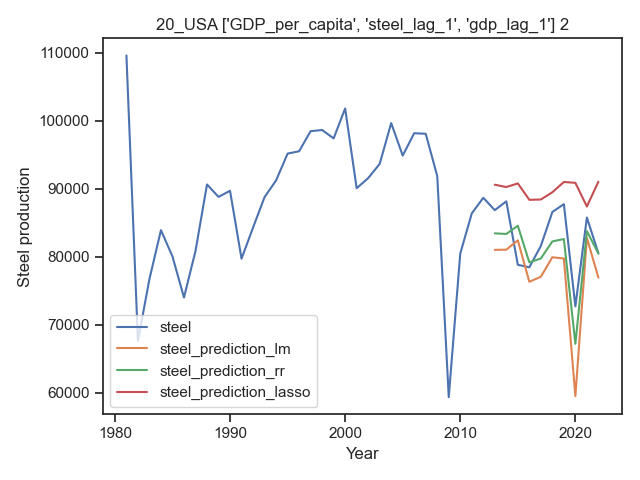 20_USA ['GDP_per_capita', 'steel_lag_1', 'gdp_lag_1'] 2
110000
100000
90000
80000
70000
60000
Steel production
steel
steel_prediction_lm
steel_prediction_rr
steel_prediction_lasso
1980
1990
2000
2010
2020
Year